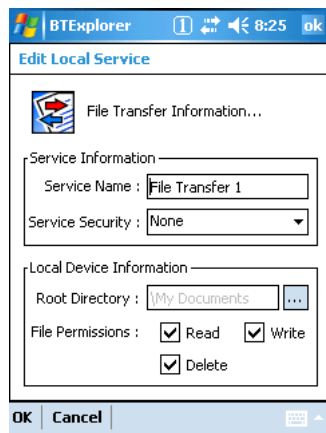 BTExplorer 1 8:25 ok
Edit Local Service
File Transfer Information...
Service Information
Service Name : File Transfer 1
Service Security : None
Local Device Information
Root Directory : \My Documents ...
File Permissions : Read Write
Delete
OK Cancel